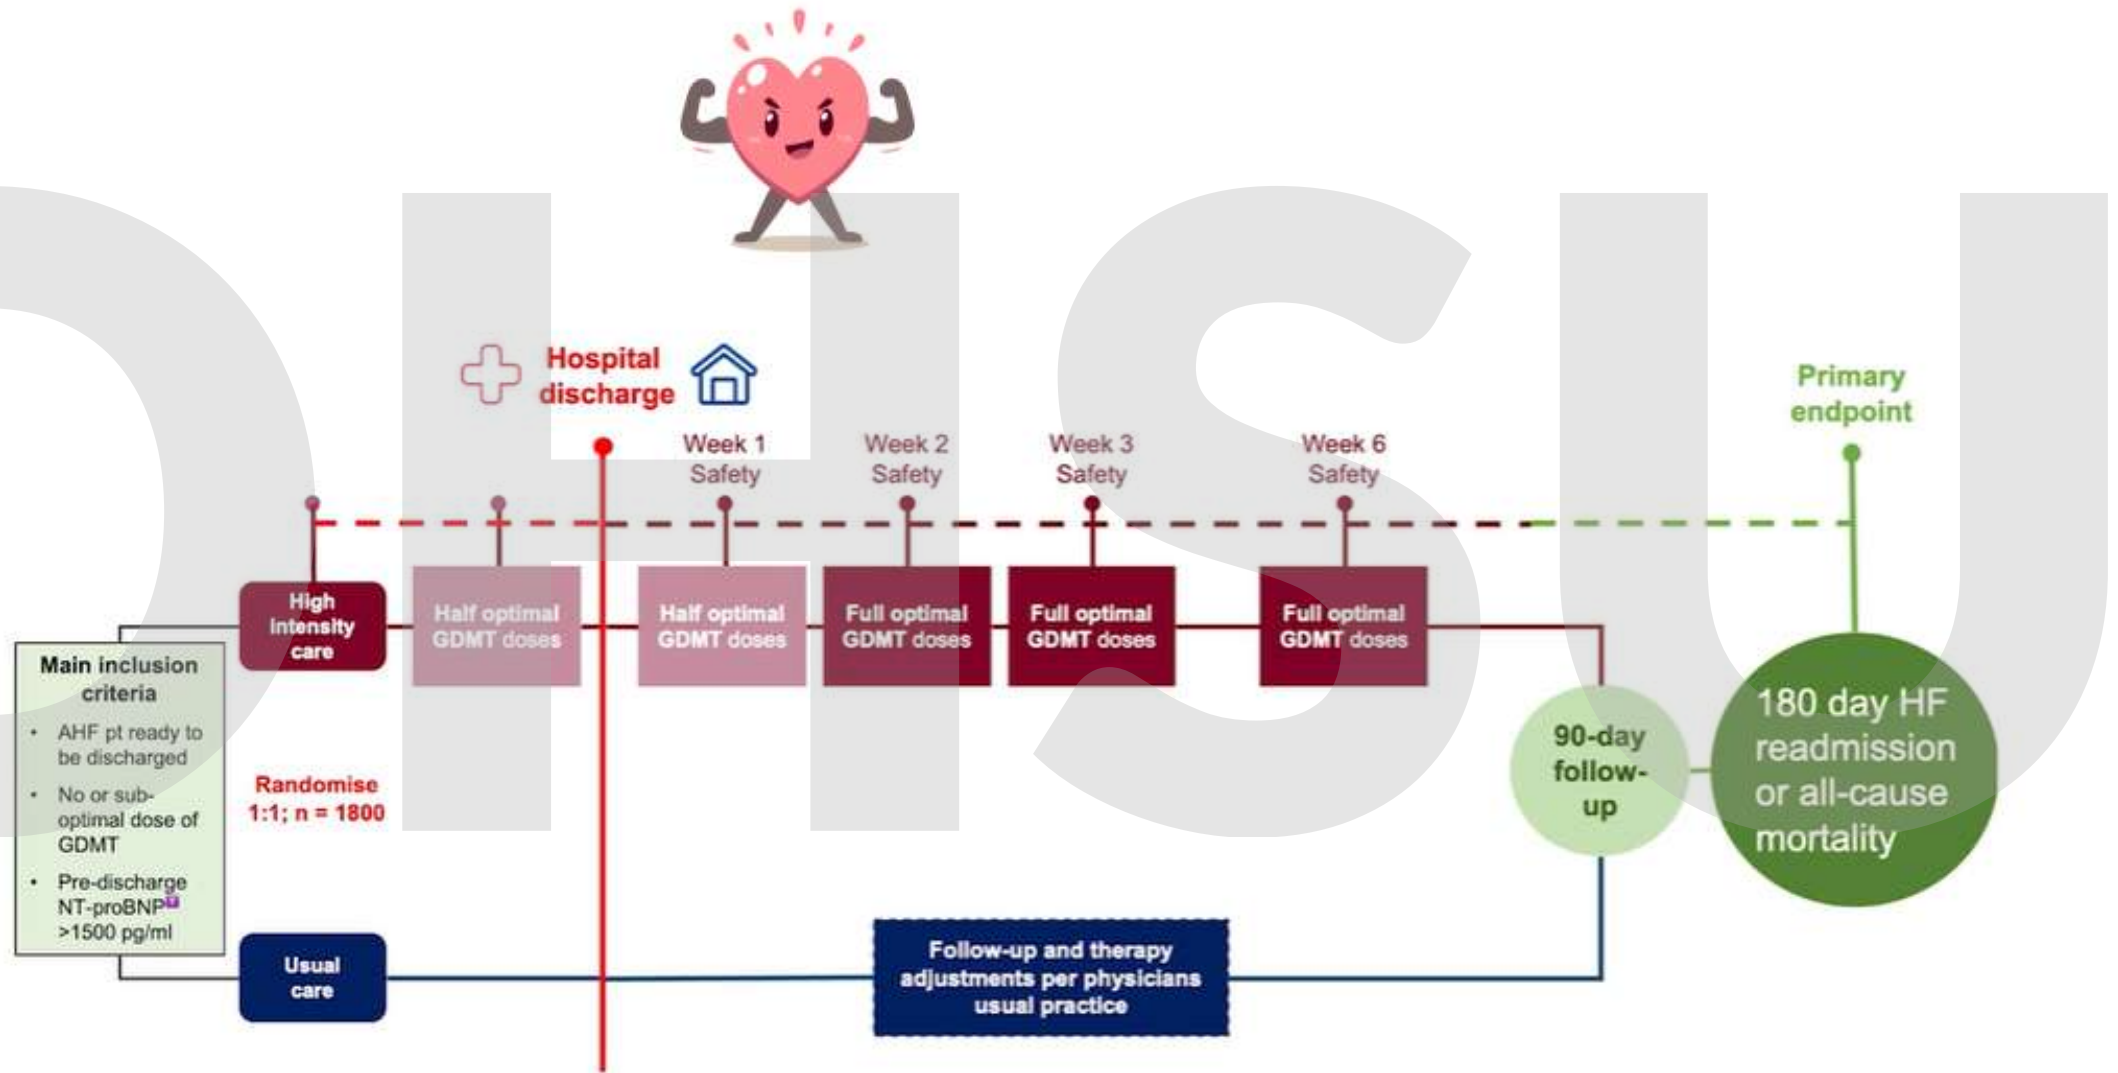 OHSU
Hospital
discharge
Primary
endpoint
Week 1
Safety
Week 2
Safety
Week 3
Safety
Week 6
Safety
High
intensity
care
Half optimal
GDMT doses
Half optimal
GDMT doses
Full optimal
GDMT doses
Full optimal
GDMT doses
Full optimal
GDMT doses
Main inclusion
criteria
• AHF pt ready to
be discharged
• No or sub-
optimal dose of
GDMT
• Pre-discharge
NT-proBNP
>1500 pg/ml
Randomise
1:1; n = 1800
90-day
follow-
up
180 day HF
readmission
or all-cause
mortality
Usual
care
Follow-up and therapy
adjustments per physicians
usual practice